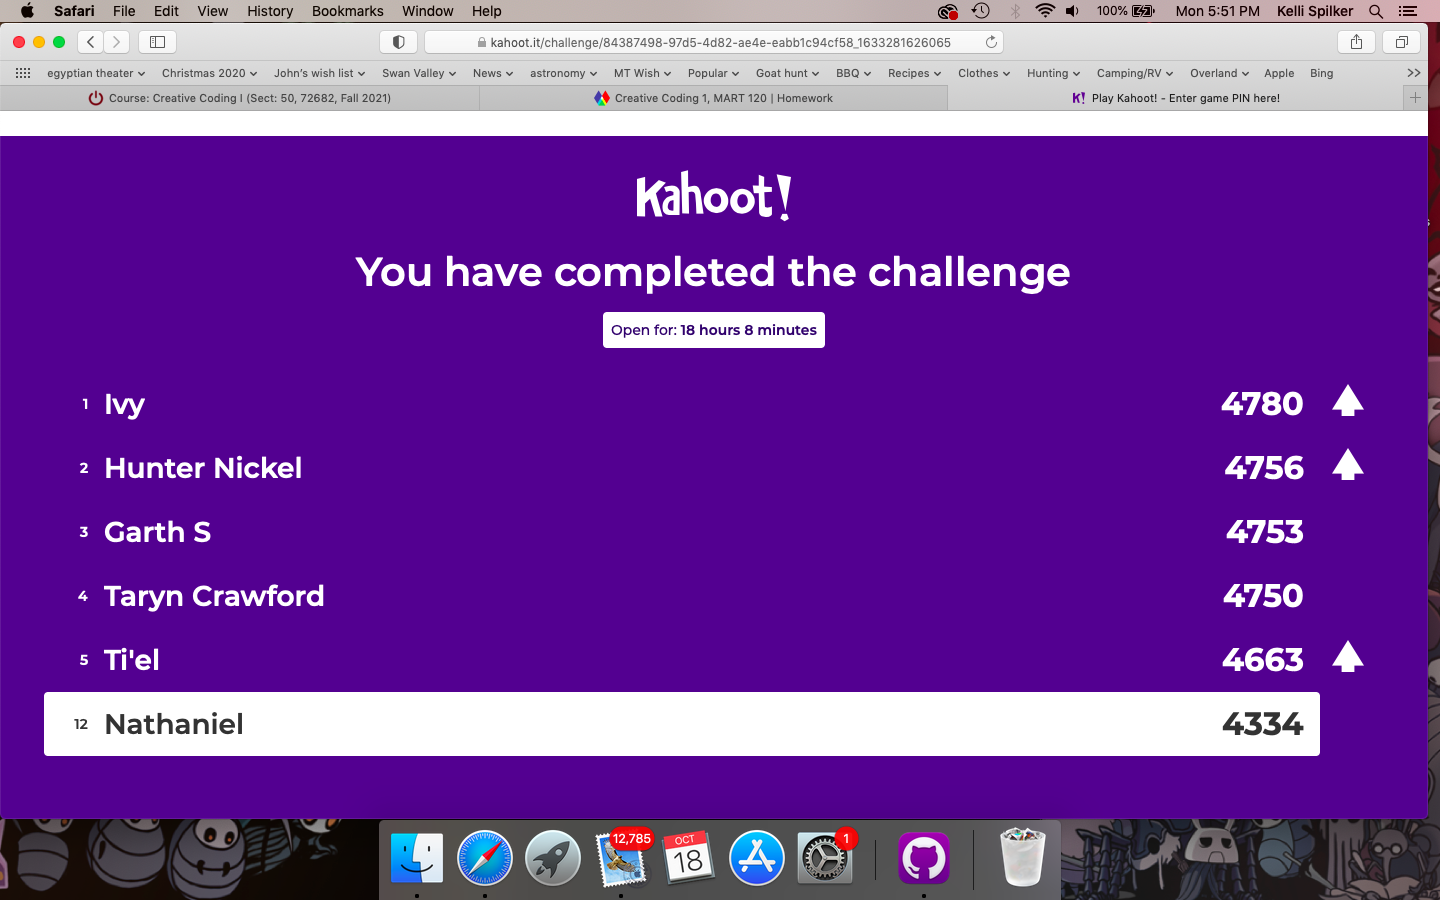 Safari File Edit View History Bookmarks Window Help 100% Mon 5:51 PM Kelli Spilker
kahoot.it/challenge/84387498-97d5-4d82-ae4e-eabb1c94cf58_1633281626065
egyptian theater Christmas 2020 John's wish list Swan Valley News astronomy MT Wish Popular Goat hunt BBQ Recipes Clothes Hunting Camping/RV Overland Apple Bing
Course: Creative Coding I (Sect: 50, 72682, Fall 2021) Creative Coding 1, MART 120 | Homework K! Play Kahoot! - Enter game PIN here!
Kahoot!
You have completed the challenge
Open for: 18 hours 8 minutes
1 Ivy 4780
2 Hunter Nickel 4756
3 Garth S 4753
4 Taryn Crawford 4750
5 Ti'el 4663
12 Nathaniel 4334
12,785 OCT 18 1